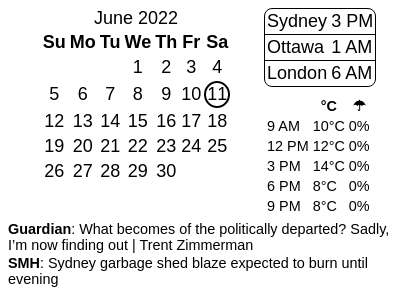 June 2022
Su Mo Tu We Th Fr Sa
1 2 3 4
5 6 7 8 9 10 11
12 13 14 15 16 17 18
19 20 21 22 23 24 25
26 27 28 29 30
Sydney 3 PM
Ottawa 1 AM
London 6 AM
°C ☂
9 AM 10°C 0%
12 PM 12°C 0%
3 PM 14°C 0%
6 PM 8°C 0%
9 PM 8°C 0%
Guardian: What becomes of the politically departed? Sadly,
I’m now finding out | Trent Zimmerman
SMH: Sydney garbage shed blaze expected to burn until
evening